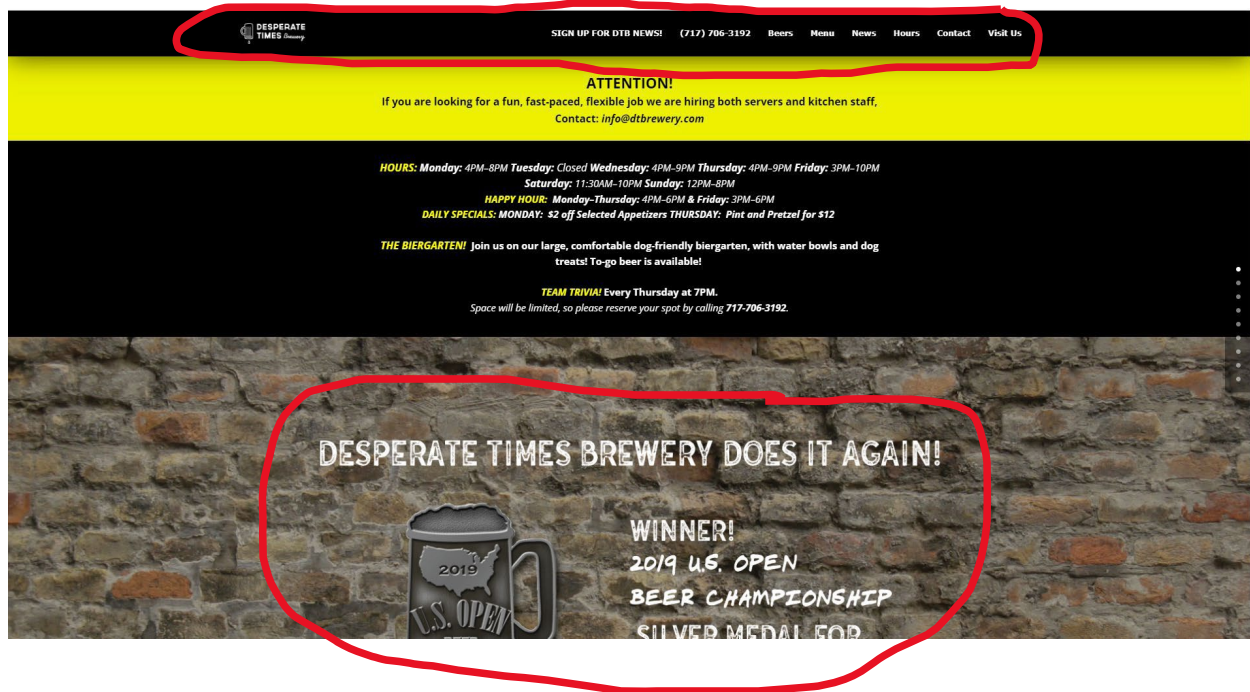 DESPERATE
TIMES Brewery
SIGN UP FOR DTB NEWS! (717) 706-3192 Beers Menu News Hours Contact Visit Us
ATTENTION!
If you are looking for a fun, fast-paced, flexible job we are hiring both servers and kitchen staff,
Contact: info@dtbrewery.com
HOURS: Monday: 4PM–8PM Tuesday: Closed Wednesday: 4PM–9PM Thursday: 4PM–9PM Friday: 3PM–10PM
Saturday: 11:30AM–10PM Sunday: 12PM–8PM
HAPPY HOUR: Monday–Thursday: 4PM–6PM & Friday: 3PM–6PM
DAILY SPECIALS: MONDAY: $2 off Selected Appetizers THURSDAY: Pint and Pretzel for $12
THE BIERGARTEN! Join us on our large, comfortable dog-friendly biergarten, with water bowls and dog
treats! To-go beer is available!
TEAM TRIVIA! Every Thursday at 7PM.
Space will be limited, so please reserve your spot by calling 717-706-3192.
DESPERATE TIMES BREWERY DOES IT AGAIN!
2019
U.S. OPEN
BEER
WINNER!
2019 U.S. OPEN
BEER CHAMPIONSHIP
SILVER MEDAL FOR